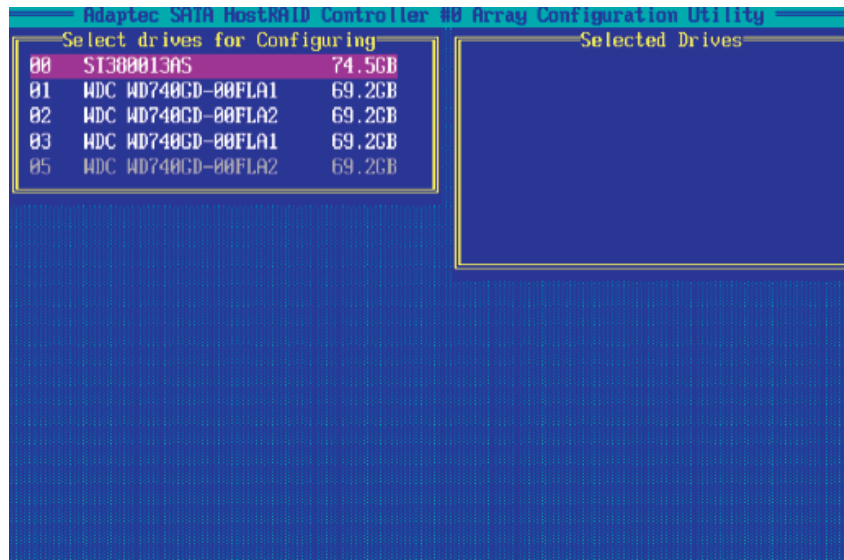 Adaptec SATA HostRAID Controller #0 Array Configuration Utility
Select drives for Configuring
Selected Drives
00 ST380013AS 74.5GB
01 WDC WD740GD-00FLA1 69.2GB
02 WDC WD740GD-00FLA2 69.2GB
03 WDC WD740GD-00FLA1 69.2GB
05 WDC WD740GD-00FLA2 69.2GB